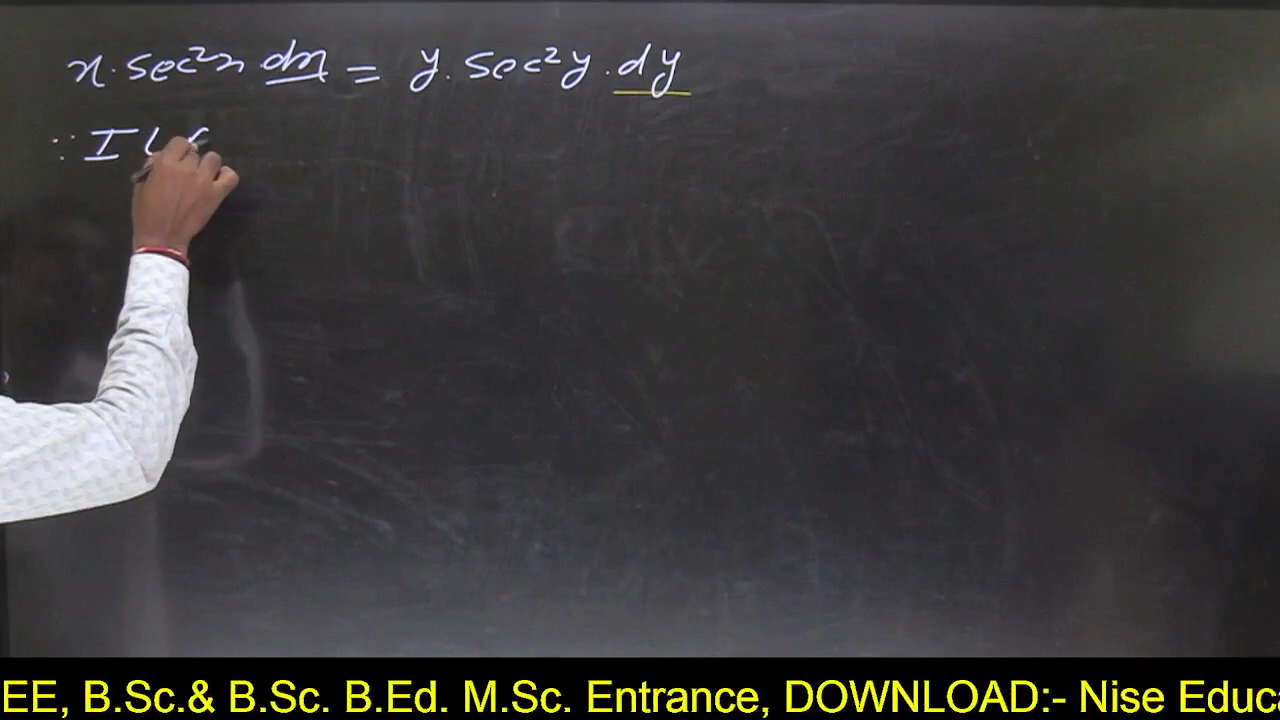 x.sec²x dx = y.sec²y.dy
∵ I
EE, B.Sc.& B.Sc. B.Ed. M.Sc. Entrance, DOWNLOAD:- Nise Educa